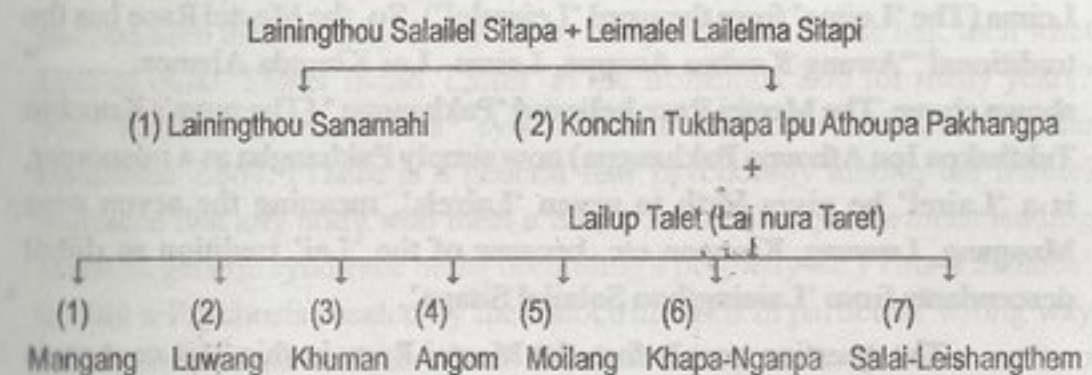 Lainingthou Salailel Sitapa + Leimalel Lailelma Sitapi
(1) Lainingthou Sanamahi ( 2) Konchin Tukthapa Ipu Athoupa Pakhangpa
+
Lailup Talet (Lai nura Taret)
(1) (2) (3) (4) (5) (6) (7)
Mangang Luwang Khuman Angom Moilang Khapa-Nganpa Salai-Leishangthem